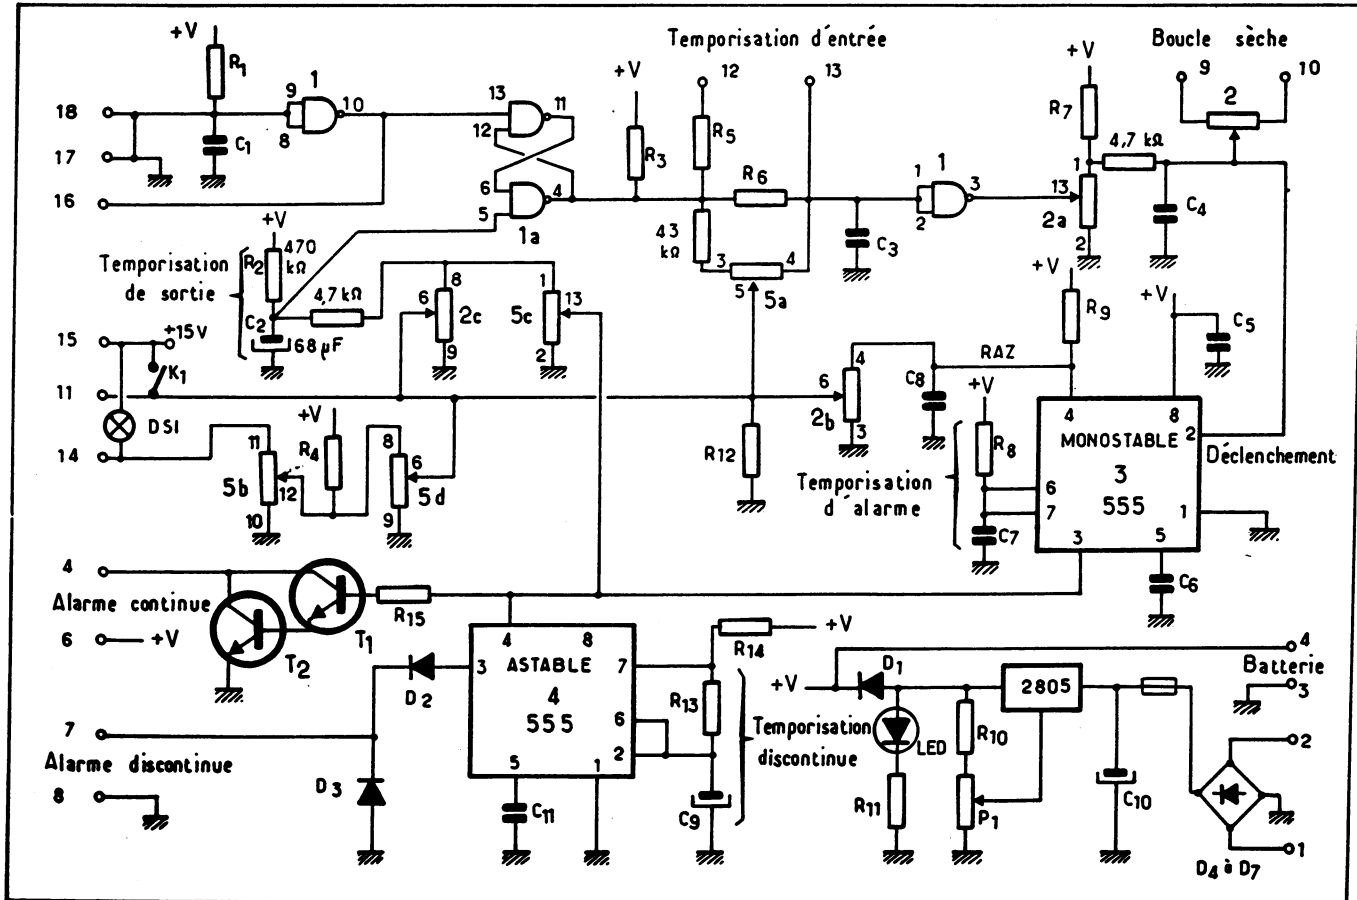 Temporisation d'entrée
Boucle sèche
+V
R1
9
1
10
8
18
17
16
C1
13
11
12
6
4
5
1a
+V
R3
12
13
R5
R6
43
kΩ
3
4
5
5a
C3
1
1
3
2
+V
R7
1
13
2a
2
4,7 kΩ
C4
9
10
2
+V
R2
470
kΩ
Temporisation
de sortie
C2
68 µF
4,7kΩ
8
6
2c
9
1
13
5c
2
15
+15V
K1
11
DSI
14
11
5b
12
10
+V
R4
8
6
5d
9
R12
4
6
2b
3
C8
RAZ
+V
R9
+V
C5
+V
R8
C7
Temporisation
d'alarme
4
8
MONOSTABLE
2
3
555
6
7
1
3
5
Déclenchement
C6
4
Alarme continue
6
+V
T2
T1
R15
7
Alarme discontinue
8
D2
D3
4
8
3
ASTABLE
7
4
555
6
2
5
1
C11
R14
+V
R13
C9
Temporisation
discontinue
+V
D1
LED
R11
R10
P1
2805
C10
4
Batterie
3
2
1
D4 à D7